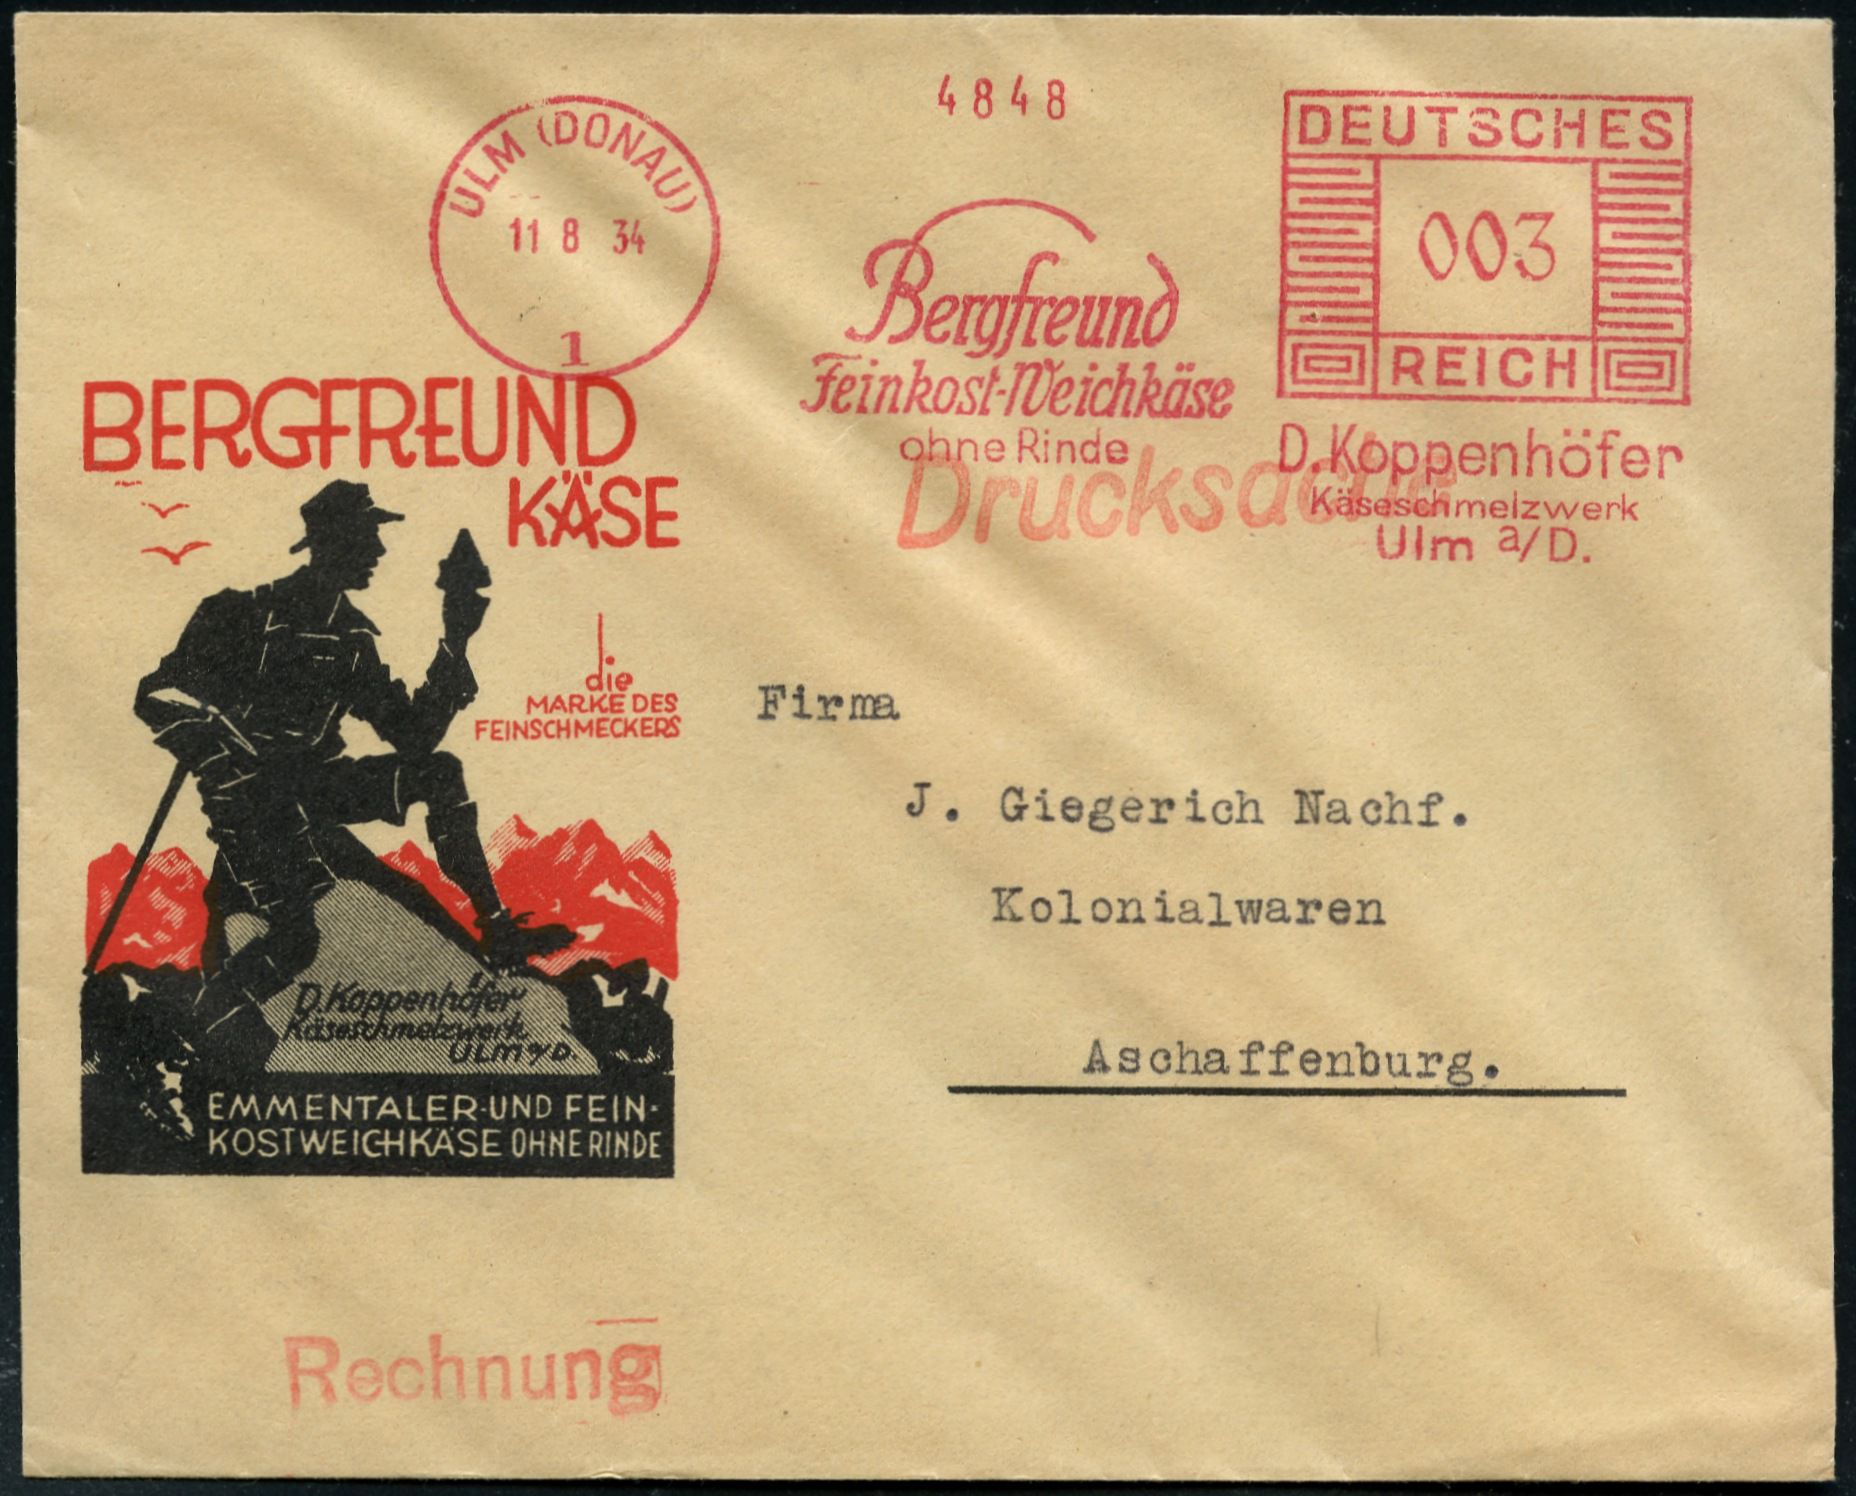 ULM (DONAU)
11 8 34
1
4848
Bergfreund
Feinkost-Weichkäse
ohne Rinde
DEUTSCHES
003
REICH
D. Koppenhöfer
Käseschmelzwerk
Ulm a/D.
Drucksache
BERGFREUND
KÄSE
die
MARKE DES
FEINSCHMECKERS
D. Koppenhöfer
Käseschmelzwerk
ULM a/D.
EMMENTALER-UND FEIN-
KOSTWEICHKÄSE OHNE RINDE
Firma
J. Giegerich Nachf.
Kolonialwaren
Aschaffenburg.
Rechnung